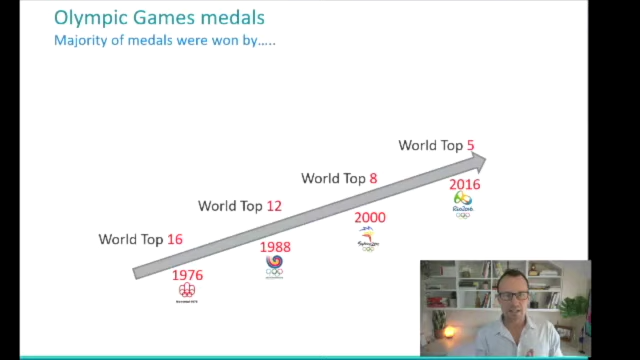 Olympic Games medals
Majority of medals were won by…..
World Top 5
World Top 8
2016
World Top 12
2000
World Top 16
1988
1976